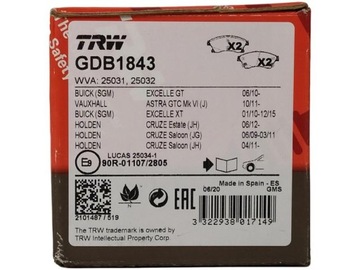 the Safety
TRW
X2 X2
GDB1843
WVA: 25031, 25032
BUICK (SGM) EXCELLE GT 06/10-
VAUXHALL ASTRA GTC Mk VI (J) 10/11-
BUICK (SGM) EXCELLE XT 01/10-12/15
HOLDEN CRUZE Estate (JH) 06/12-
HOLDEN CRUZE Saloon (JG) 06/09-03/11
HOLDEN CRUZE Saloon (JH) 04/11-
LUCAS 25034-1
90R-01107/2805
Made in Spain - ES
06/20 GMS
2101487 / 519
The TRW trademark is owned by
TRW Intellectual Property Corp.
3 322938 017149